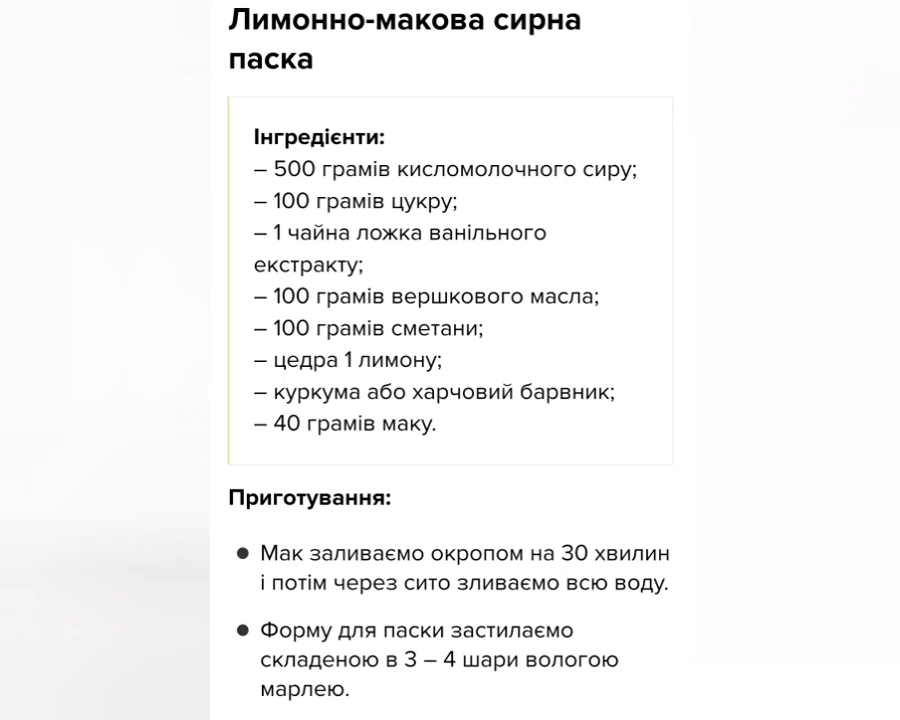 Лимонно-макова сирна
паска
Інгредієнти:
– 500 грамів кисломолочного сиру;
– 100 грамів цукру;
– 1 чайна ложка ванільного
екстракту;
– 100 грамів вершкового масла;
– 100 грамів сметани;
– цедра 1 лимону;
– куркума або харчовий барвник;
– 40 грамів маку.
Приготування:
● Мак заливаємо окропом на 30 хвилин
і потім через сито зливаємо всю воду.
● Форму для паски застилаємо
складеною в 3 – 4 шари вологою
марлею.